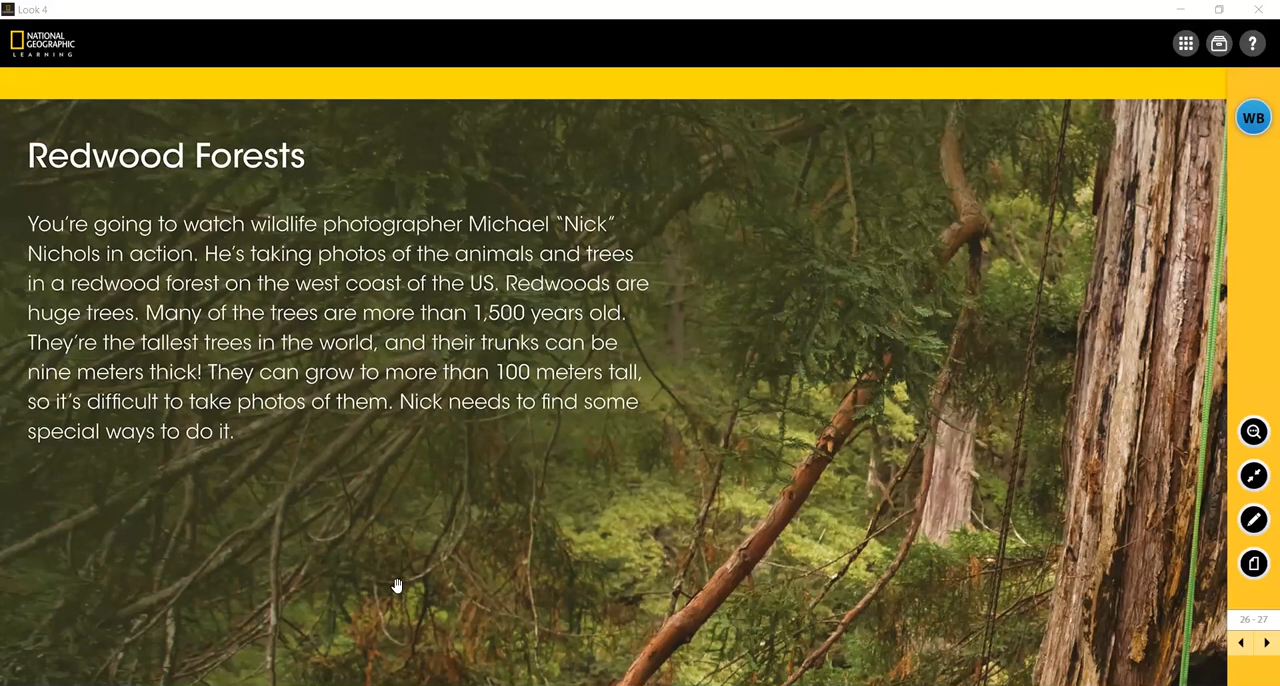 Look 4
NATIONAL
GEOGRAPHIC
LEARNING
?
WB
Redwood Forests
You're going to watch wildlife photographer Michael “Nick”
Nichols in action. He's taking photos of the animals and trees
in a redwood forest on the west coast of the US. Redwoods are
huge trees. Many of the trees are more than 1,500 years old.
They're the tallest trees in the world, and their trunks can be
nine meters thick! They can grow to more than 100 meters tall,
so it's difficult to take photos of them. Nick needs to find some
special ways to do it.
26 - 27